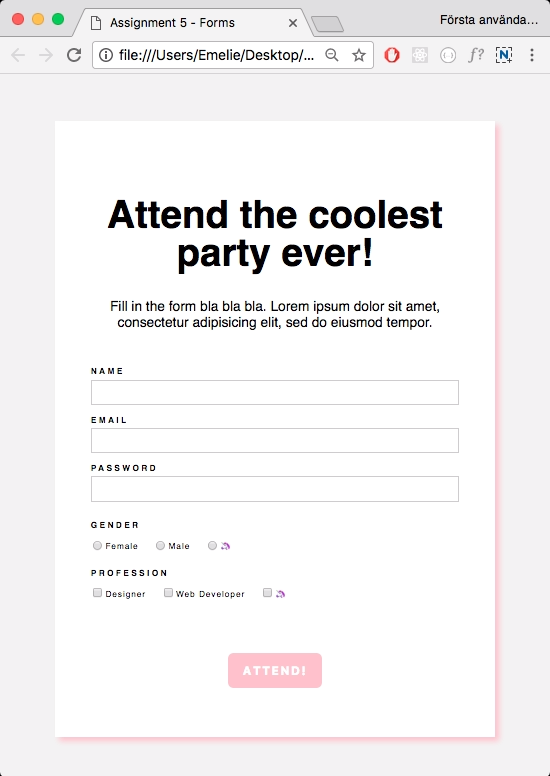 Assignment 5 - Forms
Första använda...
file:///Users/Emelie/Desktop/...
f?
N
Attend the coolest
party ever!
Fill in the form bla bla bla. Lorem ipsum dolor sit amet,
consectetur adipisicing elit, sed do eiusmod tempor.
NAME
EMAIL
PASSWORD
GENDER
Female Male
PROFESSION
Designer Web Developer
ATTEND!